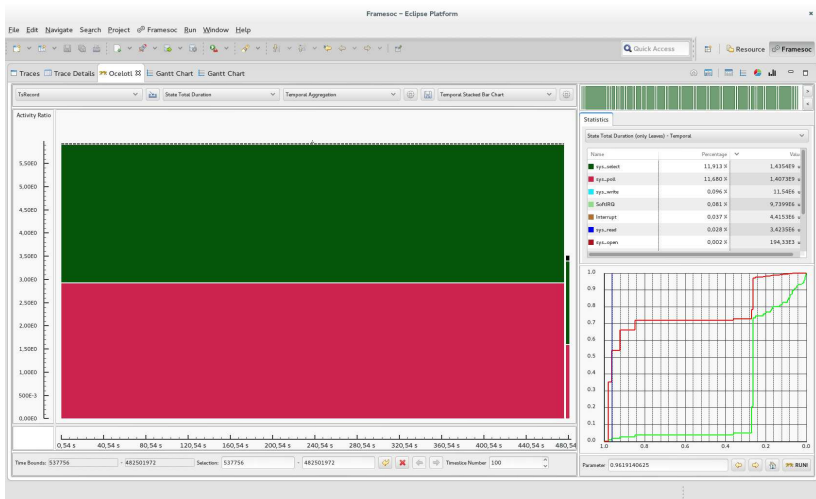 Framesoc – Eclipse Platform
File Edit Navigate Search Project Framesoc Run Window Help
Quick Access Resource Framesoc
Traces Trace Details Ocelotl Gantt Chart Gantt Chart
TsRecord State Total Duration Temporal Aggregation Temporal Stacked Bar Chart
Activity Ratio
5,50E0
5,00E0
4,50E0
4,00E0
3,50E0
3,00E0
2,50E0
2,00E0
1,50E0
1,00E0
500E-3
0,00E0
0,54 s 40,54 s 80,54 s 120,54 s 160,54 s 200,54 s 240,54 s 280,54 s 320,54 s 360,54 s 400,54 s 440,54 s 480,54
Time Bounds: 537756 - 482501972 Selection: 537756 - 482501972 Timeslice Number 100
Statistics
State Total Duration (only Leaves) - Temporal
Name Percentage Valu
sys_select 11,913 % 1,4354E9
sys_poll 11,680 % 1,4073E9
sys_write 0,096 % 11,54E6
SoftIRQ 0,081 % 9,7399E6
Interrupt 0,037 % 4,4153E6
sys_read 0,028 % 3,4235E6
sys_open 0,002 % 194,33E3
1.0
0.9
0.8
0.7
0.6
0.5
0.4
0.3
0.2
0.1
0.0
1.0 0.8 0.6 0.4 0.2 0.0
Parameter 0.9619140625 RUN!